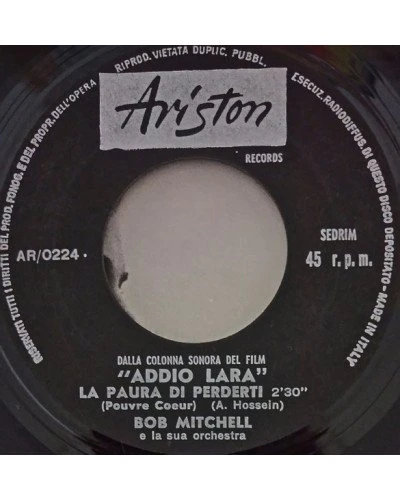 RISERVATI TUTTI I DIRITTI DEL PROD. FONOG. E DEL PROPR. DELL'OPERA
RIPROD. VIETATA DUPLIC. PUBBL.
ESECUZ. RADIODIFFUS. DI QUESTO DISCO DEPOSITATO - MADE IN ITALY
Ariston
RECORDS
AR/0224 ·
SEDRIM
45 r.p.m.
DALLA COLONNA SONORA DEL FILM
"ADDIO LARA"
LA PAURA DI PERDERTI 2'30"
(Pouvre Coeur) (A. Hossein)
BOB MITCHELL
e la sua orchestra